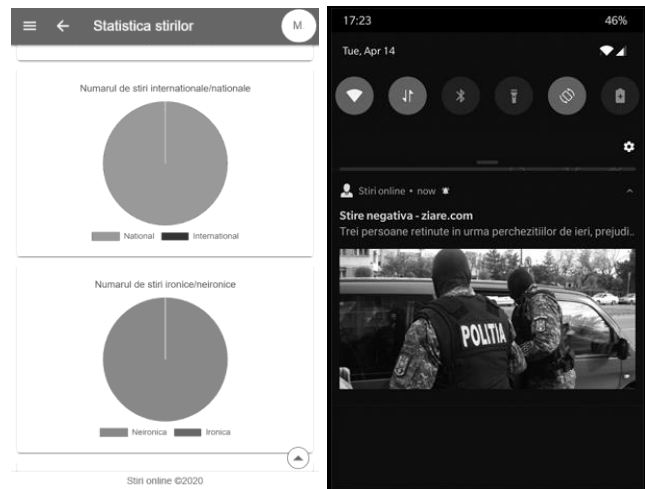 Statistica stirilor
M.
Numarul de stiri internationale/nationale
National International
Numarul de stiri ironice/neironice
Neironica Ironica
Stiri online ©2020
17:23 46%
Tue, Apr 14
Stiri online • now
Stire negativa - ziare.com
Trei persoane retinute in urma perchezitiilor de ieri, prejudi..
POLITIA